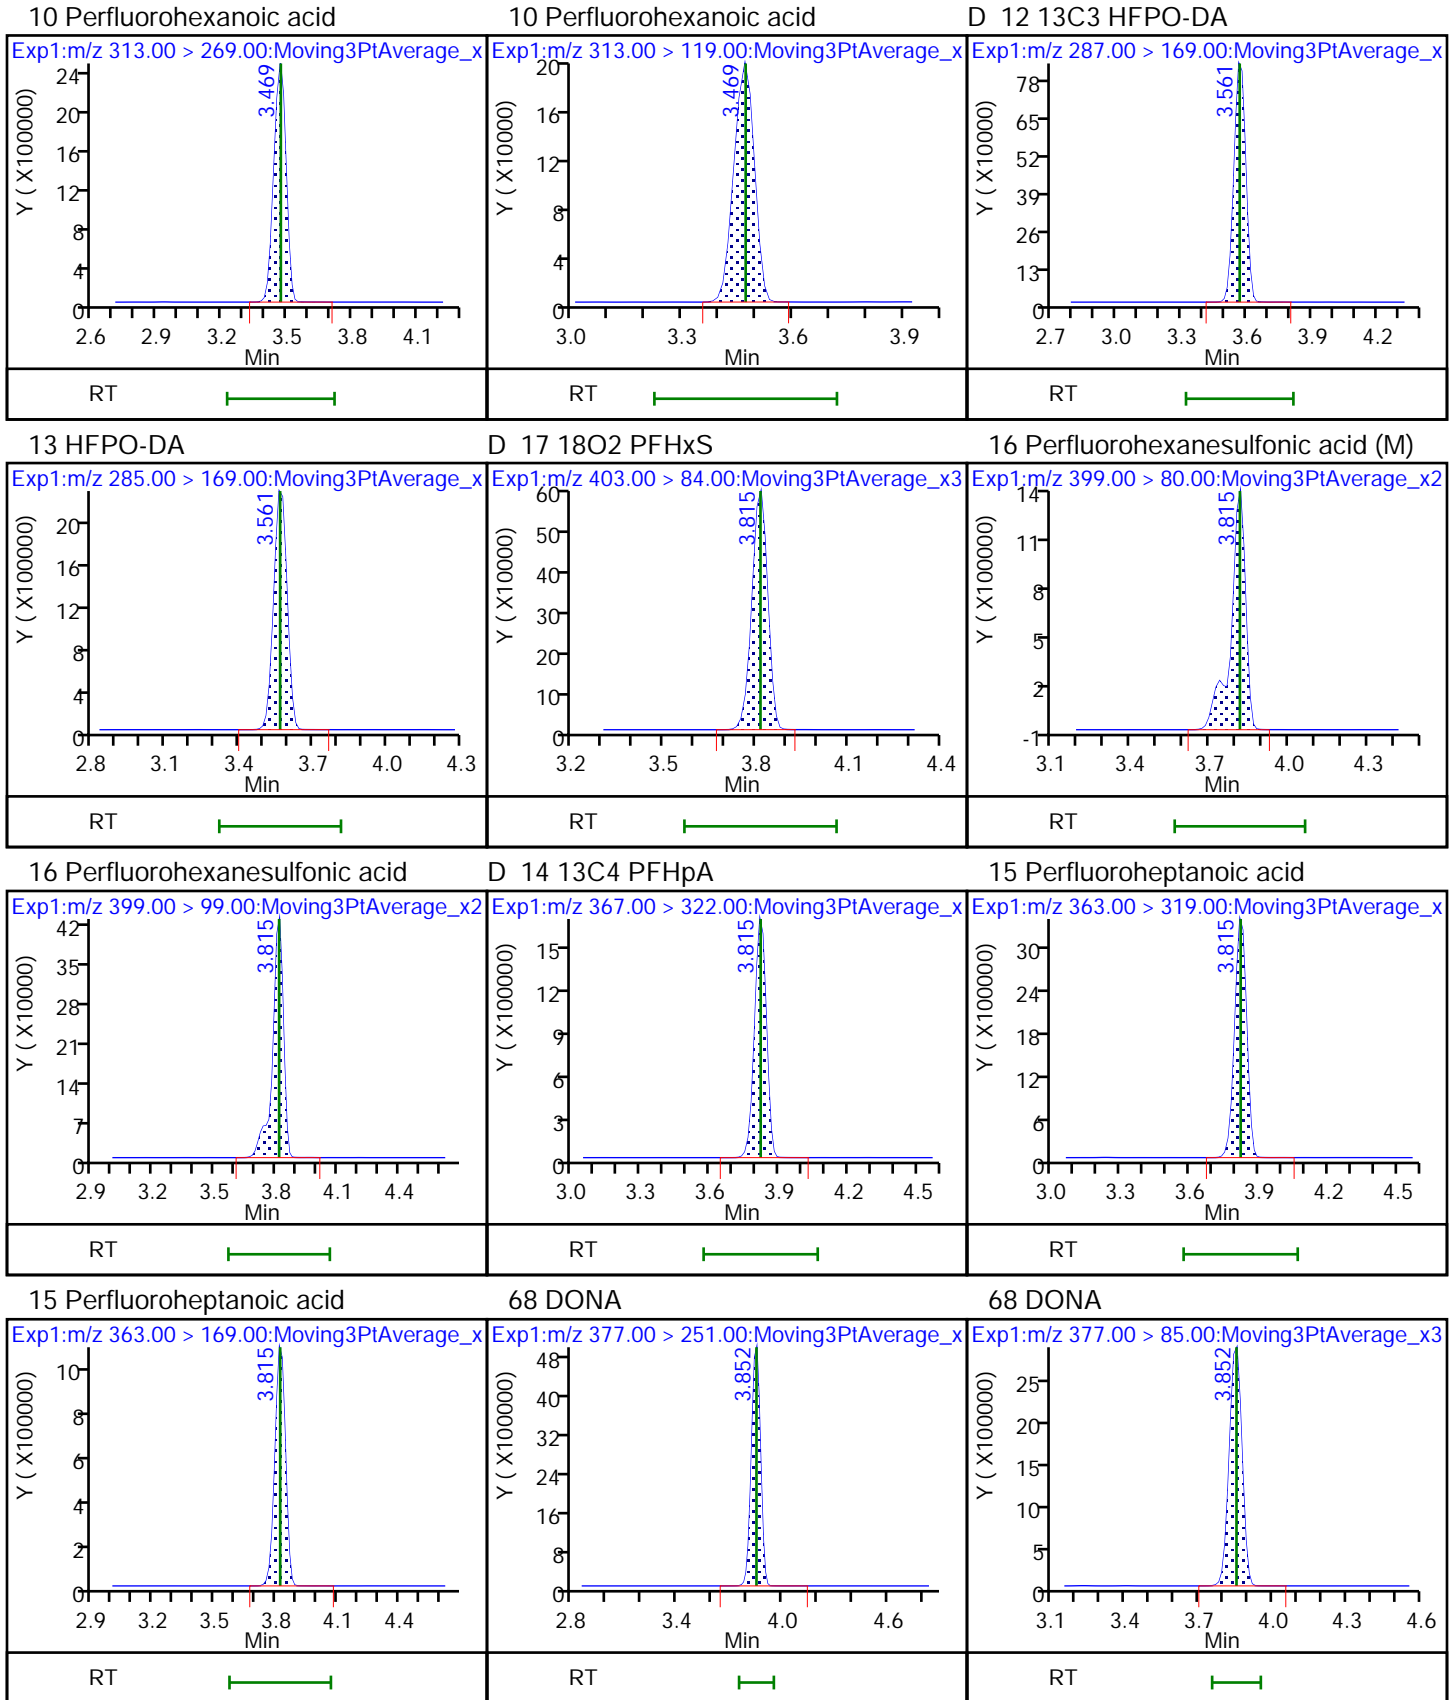 10 Perfluorohexanoic acid
Exp1:m/z 313.00 > 269.00:Moving3PtAverage_x
Y ( X100000)
24
20
16
12
8
4
0
3.469
2.6 2.9 3.2 3.5 3.8 4.1
Min
RT
10 Perfluorohexanoic acid
Exp1:m/z 313.00 > 119.00:Moving3PtAverage_x
Y ( X10000)
20
16
12
8
4
0
3.469
3.0 3.3 3.6 3.9
Min
RT
D 12 13C3 HFPO-DA
Exp1:m/z 287.00 > 169.00:Moving3PtAverage_x
Y ( X10000)
78
65
52
39
26
13
0
3.561
2.7 3.0 3.3 3.6 3.9 4.2
Min
RT
13 HFPO-DA
Exp1:m/z 285.00 > 169.00:Moving3PtAverage_x
Y ( X100000)
20
16
12
8
4
0
3.561
2.8 3.1 3.4 3.7 4.0 4.3
Min
RT
D 17 18O2 PFHxS
Exp1:m/z 403.00 > 84.00:Moving3PtAverage_x3
Y ( X10000)
60
50
40
30
20
10
0
3.815
3.2 3.5 3.8 4.1 4.4
Min
RT
16 Perfluorohexanesulfonic acid (M)
Exp1:m/z 399.00 > 80.00:Moving3PtAverage_x2
Y ( X100000)
14
11
8
5
2
-1
3.815
3.1 3.4 3.7 4.0 4.3
Min
RT
16 Perfluorohexanesulfonic acid
Exp1:m/z 399.00 > 99.00:Moving3PtAverage_x2
Y ( X10000)
42
35
28
21
14
7
0
3.815
2.9 3.2 3.5 3.8 4.1 4.4
Min
RT
D 14 13C4 PFHpA
Exp1:m/z 367.00 > 322.00:Moving3PtAverage_x
Y ( X100000)
15
12
9
6
3
0
3.815
3.0 3.3 3.6 3.9 4.2 4.5
Min
RT
15 Perfluoroheptanoic acid
Exp1:m/z 363.00 > 319.00:Moving3PtAverage_x
Y ( X100000)
30
24
18
12
6
0
3.815
3.0 3.3 3.6 3.9 4.2 4.5
Min
RT
15 Perfluoroheptanoic acid
Exp1:m/z 363.00 > 169.00:Moving3PtAverage_x
Y ( X100000)
10
8
6
4
2
0
3.815
2.9 3.2 3.5 3.8 4.1 4.4
Min
RT
68 DONA
Exp1:m/z 377.00 > 251.00:Moving3PtAverage_x
Y ( X100000)
48
40
32
24
16
8
0
3.852
2.8 3.4 4.0 4.6
Min
RT
68 DONA
Exp1:m/z 377.00 > 85.00:Moving3PtAverage_x3
Y ( X100000)
25
20
15
10
5
0
3.852
3.1 3.4 3.7 4.0 4.3 4.6
Min
RT